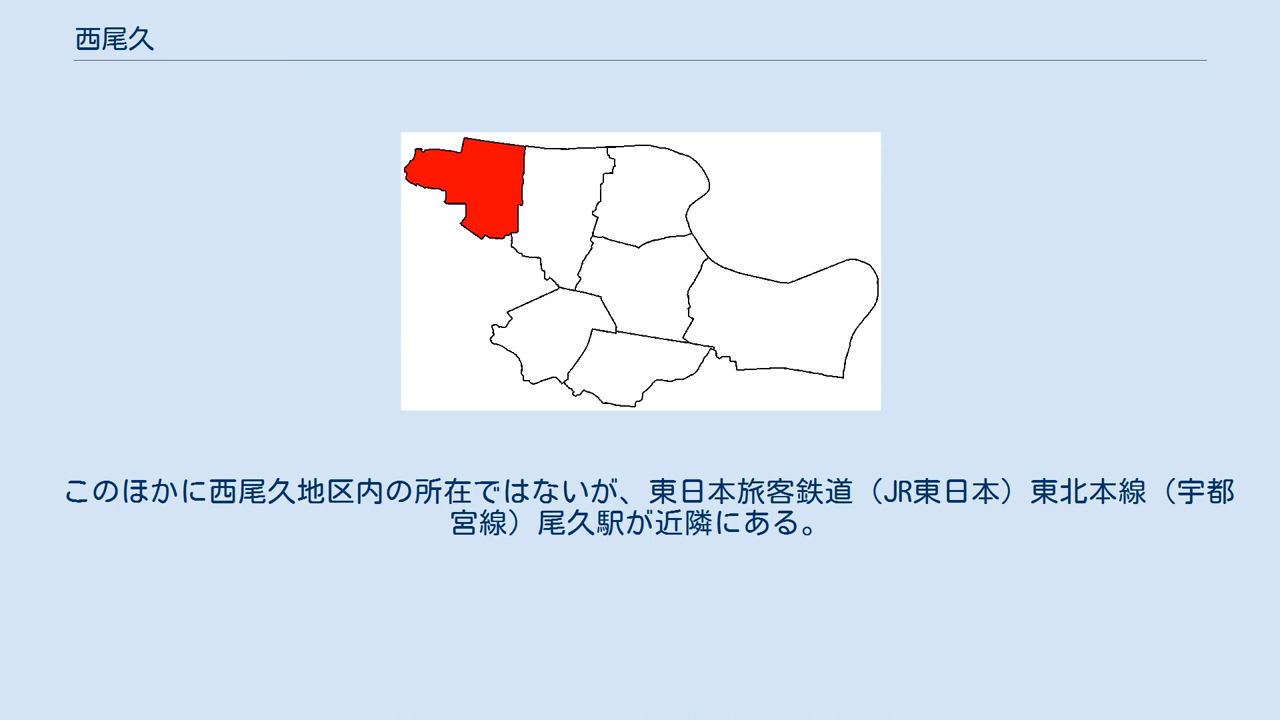 西尾久
このほかに西尾久地区内の所在ではないが、東日本旅客鉄道（JR東日本）東北本線（宇都
宮線）尾久駅が近隣にある。